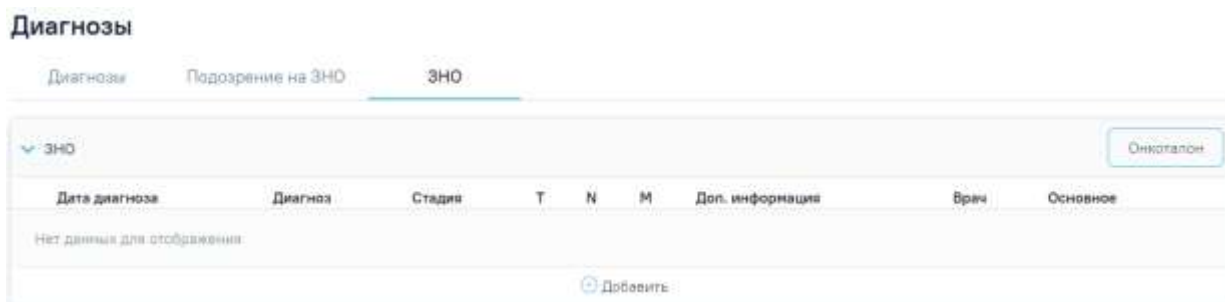 Диагнозы
Диагнозы Подозрение на ЗНО ЗНО
ЗНО Онкоталон
Дата диагноза Диагноз Стадия T N M Доп. информация Врач Основное
Нет данных для отображения
Добавить